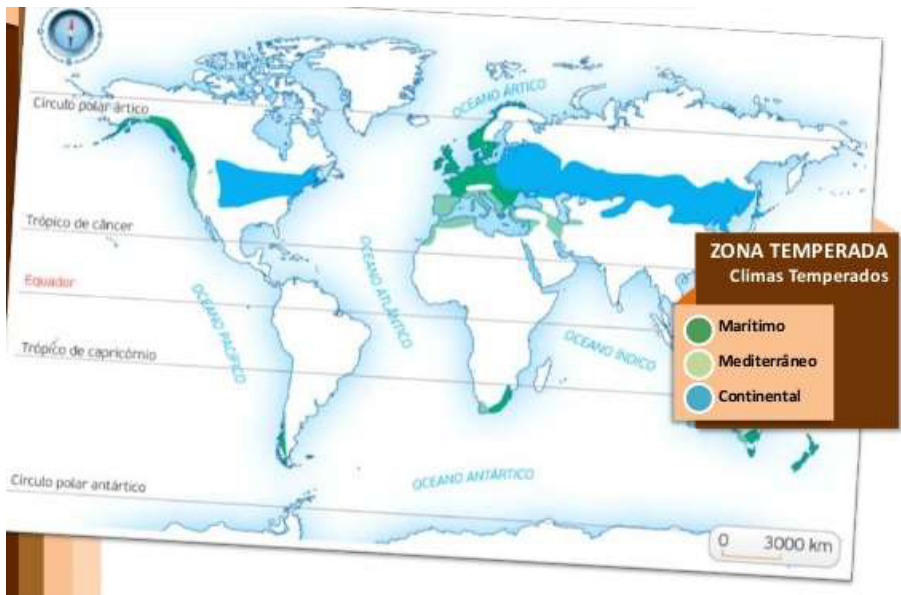 OCEANO ÁRTICO
Círculo polar ártico
Trópico de câncer
ZONA TEMPERADA
Climas Temperados
Equador
OCEANO PACÍFICO
OCEANO ATLÂNTICO
Marítimo
OCEANO ÍNDICO
Trópico de capricórnio
Mediterrâneo
Continental
Círculo polar antártico
OCEANO ANTÁRTICO
0 3000 km